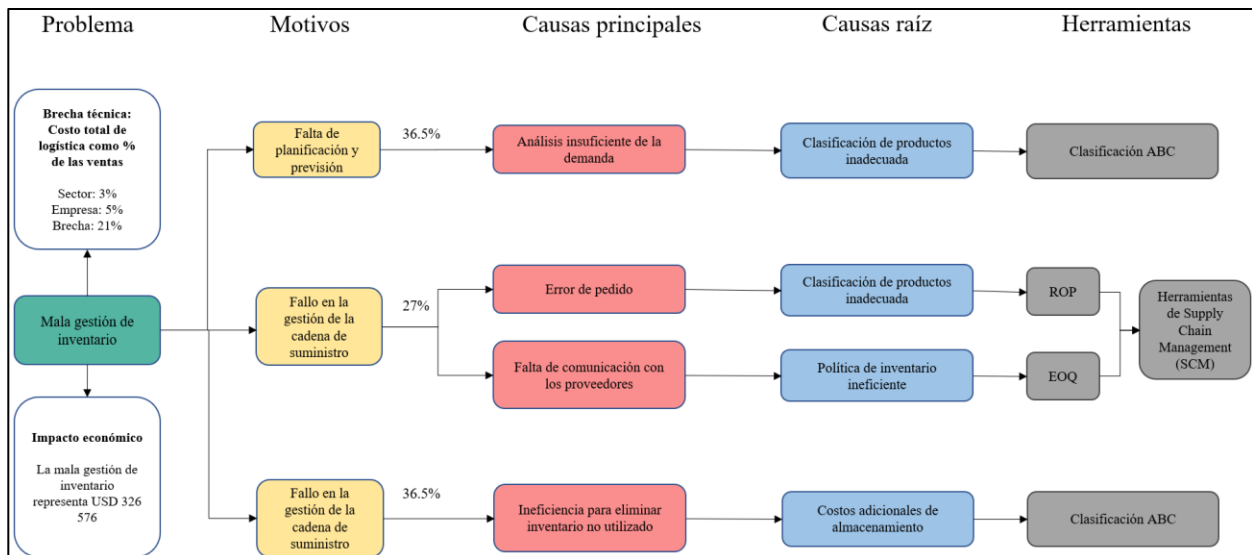 Problema
Motivos
Causas principales
Causas raíz
Herramientas
Brecha técnica:
Costo total de
logística como %
de las ventas
Sector: 3%
Empresa: 5%
Brecha: 21%
Mala gestión de
inventario
Impacto económico
La mala gestión de
inventario
representa USD 326
576
Falta de
planificación y
previsión
36.5%
Análisis insuficiente de la
demanda
Clasificación de productos
inadecuada
Clasificación ABC
Fallo en la
gestión de la
cadena de
suministro
27%
Error de pedido
Clasificación de productos
inadecuada
ROP
Falta de comunicación con
los proveedores
Política de inventario
ineficiente
EOQ
Herramientas
de Supply
Chain
Management
(SCM)
Fallo en la
gestión de la
cadena de
suministro
36.5%
Ineficiencia para eliminar
inventario no utilizado
Costos adicionales de
almacenamiento
Clasificación ABC